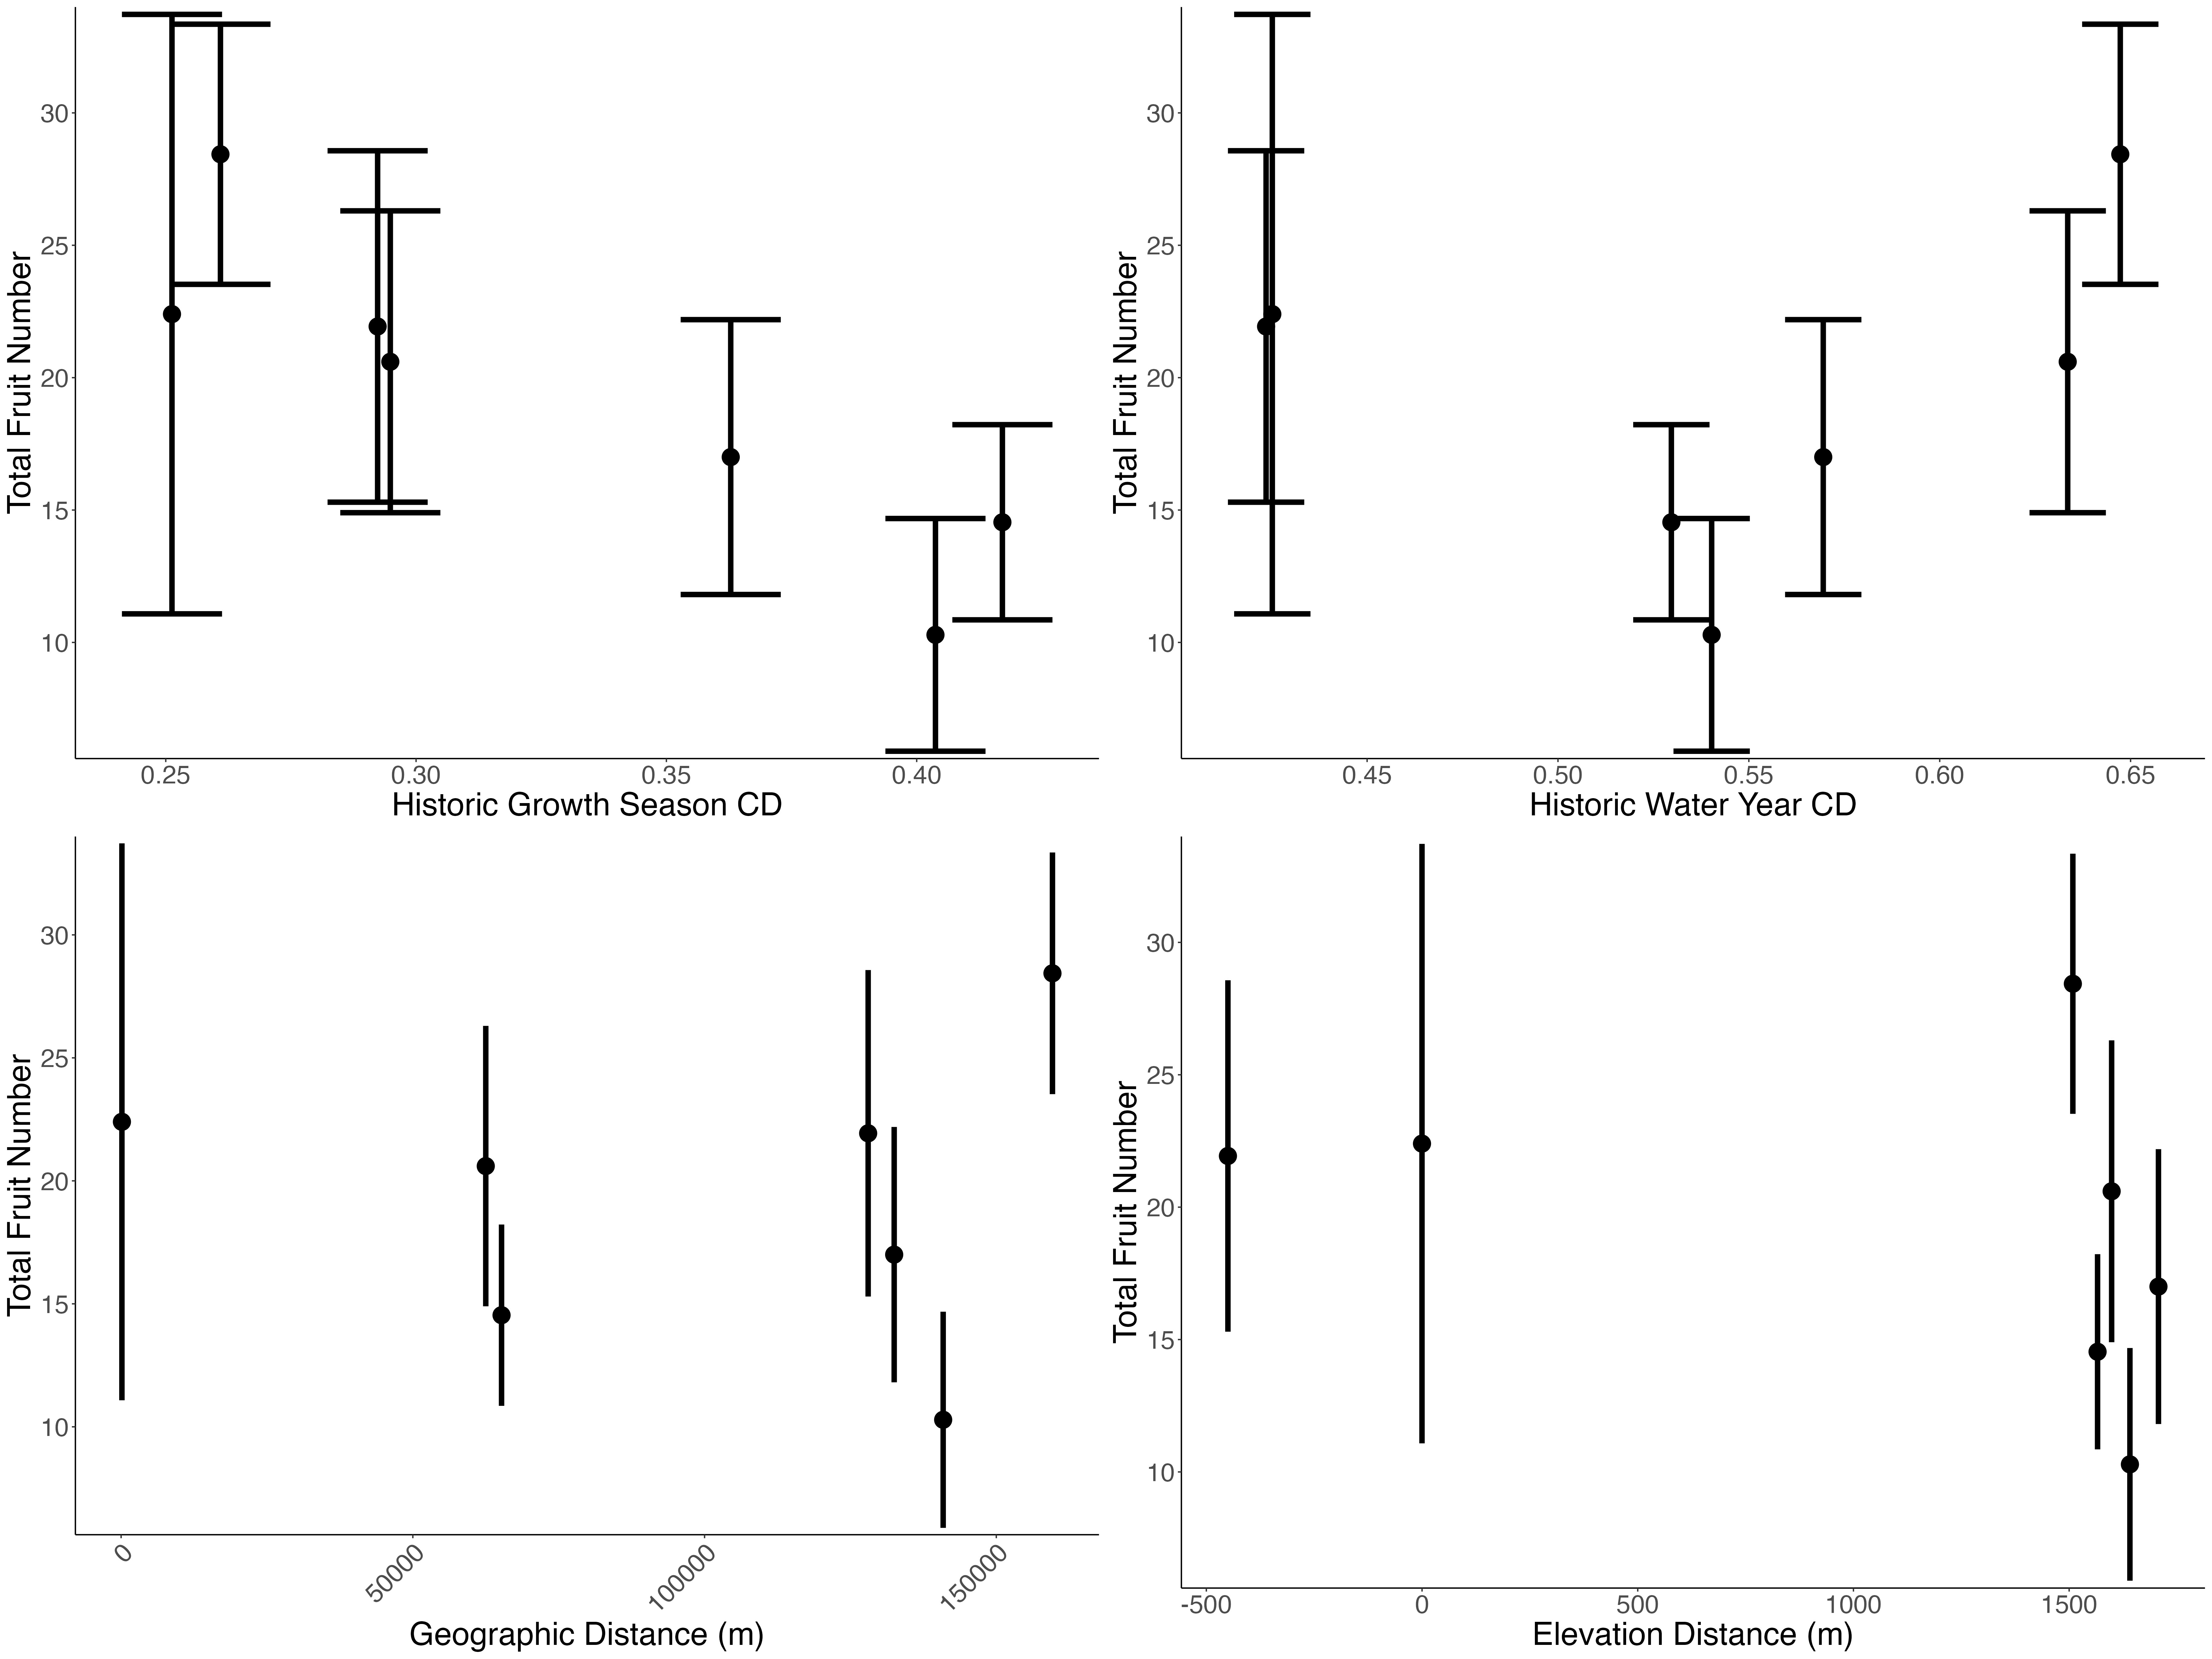 Total Fruit Number
30
25
20
15
10
0.25 0.30 0.35 0.40
Historic Growth Season CD
Total Fruit Number
30
25
20
15
10
0.45 0.50 0.55 0.60 0.65
Historic Water Year CD
Total Fruit Number
30
25
20
15
10
0 50000 100000 150000
Geographic Distance (m)
Total Fruit Number
30
25
20
15
10
-500 0 500 1000 1500
Elevation Distance (m)